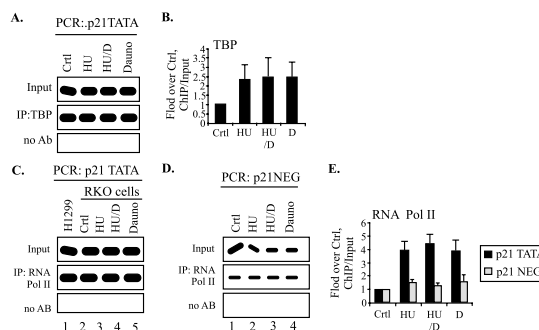 A.
PCR:.p21TATA
Crtl HU HU/D Dauno
Input
IP:TBP
no Ab
B.
TBP
Flod over Ctrl, ChIP/Input
4
3.5
3
2.5
2
1.5
1
0.5
0
Crtl HU HU /D D
C.
PCR: p21 TATA
RKO cells
H1299 Crtl HU HU/D Dauno
Input
IP: RNA Pol II
no AB
1 2 3 4 5
D.
PCR: p21NEG
Crtl HU HU/D Dauno
Input
IP: RNA Pol II
no AB
1 2 3 4
E.
RNA Pol II
Flod over Ctrl, ChIP/Input
6
5
4
3
2
1
0
Crtl HU HU /D D
p21 TATA
p21 NEG